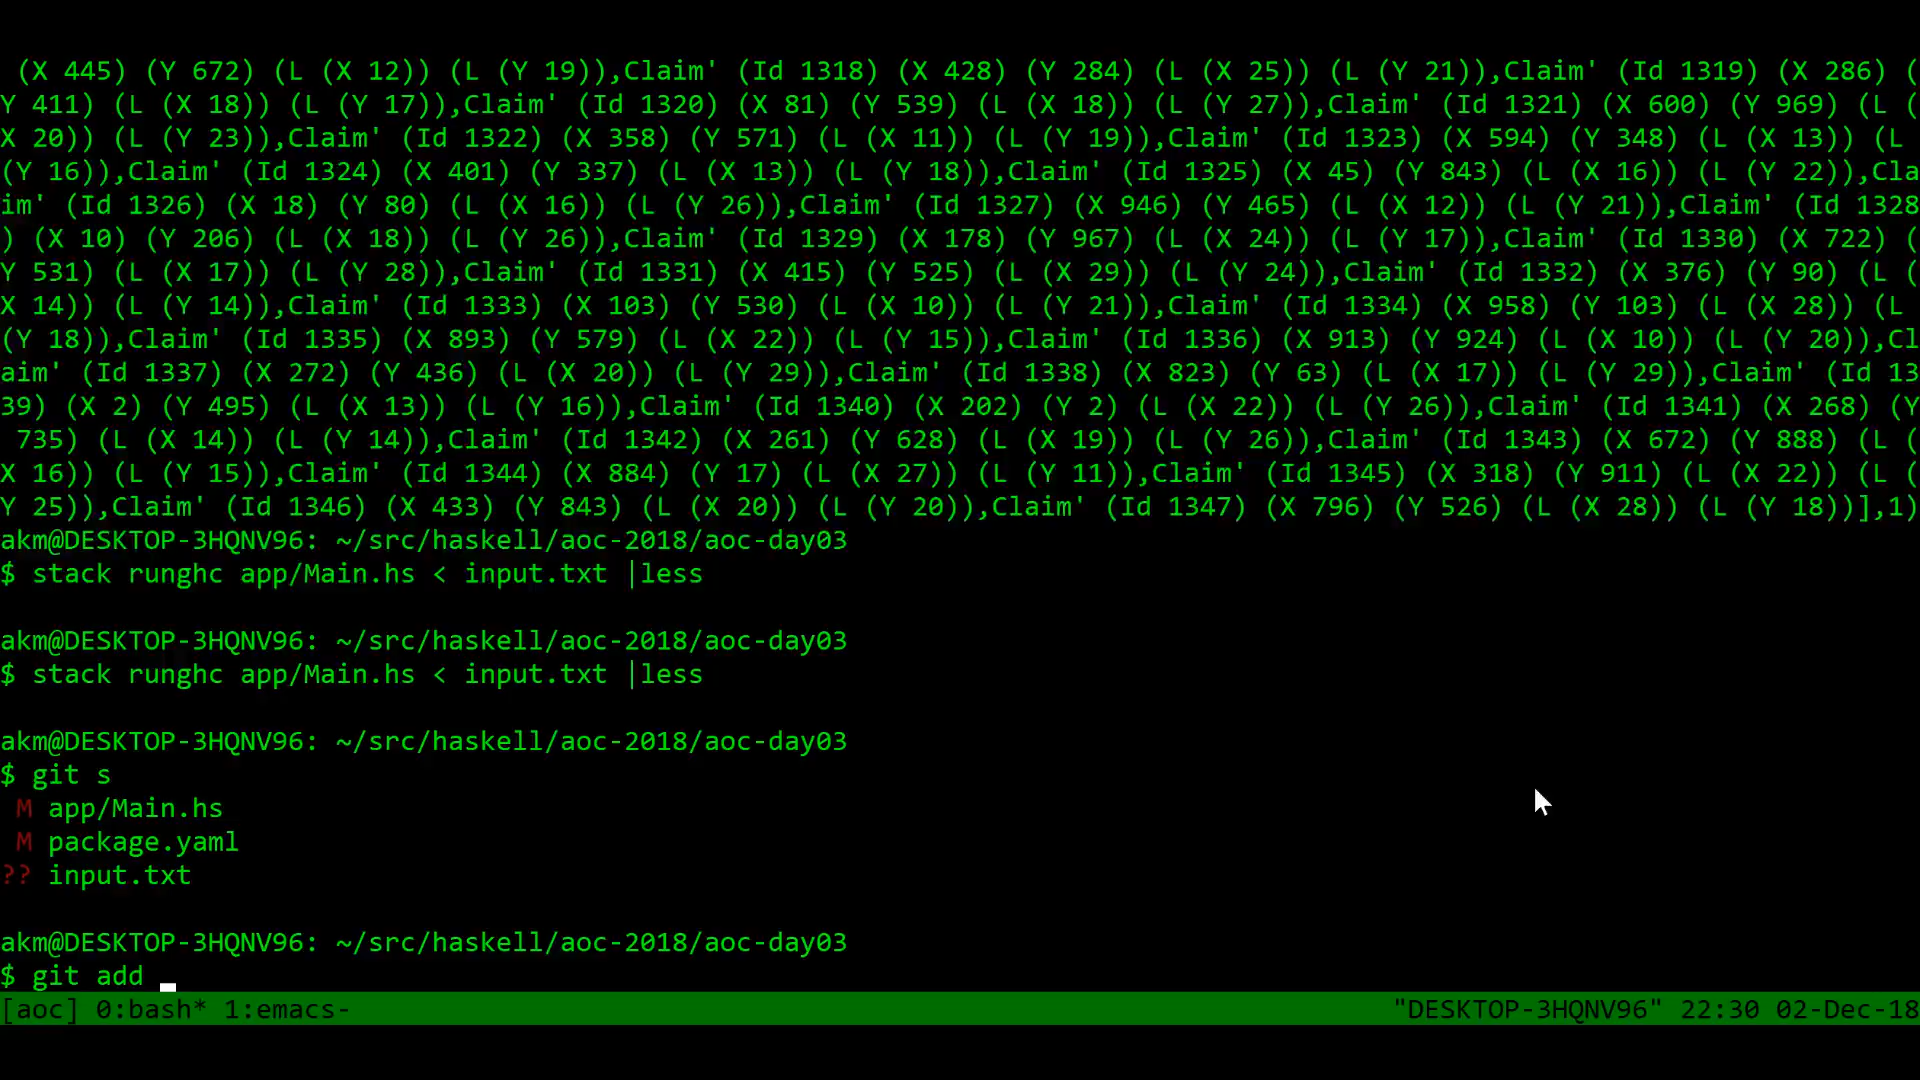 (X 445) (Y 672) (L (X 12)) (L (Y 19)),Claim' (Id 1318) (X 428) (Y 284) (L (X 25)) (L (Y 21)),Claim' (Id 1319) (X 286) (
Y 411) (L (X 18)) (L (Y 17)),Claim' (Id 1320) (X 81) (Y 539) (L (X 18)) (L (Y 27)),Claim' (Id 1321) (X 600) (Y 969) (L (
X 20)) (L (Y 23)),Claim' (Id 1322) (X 358) (Y 571) (L (X 11)) (L (Y 19)),Claim' (Id 1323) (X 594) (Y 348) (L (X 13)) (L
(Y 16)),Claim' (Id 1324) (X 401) (Y 337) (L (X 13)) (L (Y 18)),Claim' (Id 1325) (X 45) (Y 843) (L (X 16)) (L (Y 22)),Cla
im' (Id 1326) (X 18) (Y 80) (L (X 16)) (L (Y 26)),Claim' (Id 1327) (X 946) (Y 465) (L (X 12)) (L (Y 21)),Claim' (Id 1328
) (X 10) (Y 206) (L (X 18)) (L (Y 26)),Claim' (Id 1329) (X 178) (Y 967) (L (X 24)) (L (Y 17)),Claim' (Id 1330) (X 722) (
Y 531) (L (X 17)) (L (Y 28)),Claim' (Id 1331) (X 415) (Y 525) (L (X 29)) (L (Y 24)),Claim' (Id 1332) (X 376) (Y 90) (L (
X 14)) (L (Y 14)),Claim' (Id 1333) (X 103) (Y 530) (L (X 10)) (L (Y 21)),Claim' (Id 1334) (X 958) (Y 103) (L (X 28)) (L
(Y 18)),Claim' (Id 1335) (X 893) (Y 579) (L (X 22)) (L (Y 15)),Claim' (Id 1336) (X 913) (Y 924) (L (X 10)) (L (Y 20)),Cl
aim' (Id 1337) (X 272) (Y 436) (L (X 20)) (L (Y 29)),Claim' (Id 1338) (X 823) (Y 63) (L (X 17)) (L (Y 29)),Claim' (Id 13
39) (X 2) (Y 495) (L (X 13)) (L (Y 16)),Claim' (Id 1340) (X 202) (Y 2) (L (X 22)) (L (Y 26)),Claim' (Id 1341) (X 268) (Y
735) (L (X 14)) (L (Y 14)),Claim' (Id 1342) (X 261) (Y 628) (L (X 19)) (L (Y 26)),Claim' (Id 1343) (X 672) (Y 888) (L (
X 16)) (L (Y 15)),Claim' (Id 1344) (X 884) (Y 17) (L (X 27)) (L (Y 11)),Claim' (Id 1345) (X 318) (Y 911) (L (X 22)) (L (
Y 25)),Claim' (Id 1346) (X 433) (Y 843) (L (X 20)) (L (Y 20)),Claim' (Id 1347) (X 796) (Y 526) (L (X 28)) (L (Y 18))],1)
akm@DESKTOP-3HQNV96: ~/src/haskell/aoc-2018/aoc-day03
$ stack runghc app/Main.hs < input.txt |less
akm@DESKTOP-3HQNV96: ~/src/haskell/aoc-2018/aoc-day03
$ stack runghc app/Main.hs < input.txt |less
akm@DESKTOP-3HQNV96: ~/src/haskell/aoc-2018/aoc-day03
$ git s
M app/Main.hs
M package.yaml
?? input.txt
akm@DESKTOP-3HQNV96: ~/src/haskell/aoc-2018/aoc-day03
$ git add
[aoc] 0:bash* 1:emacs- "DESKTOP-3HQNV96" 22:30 02-Dec-18